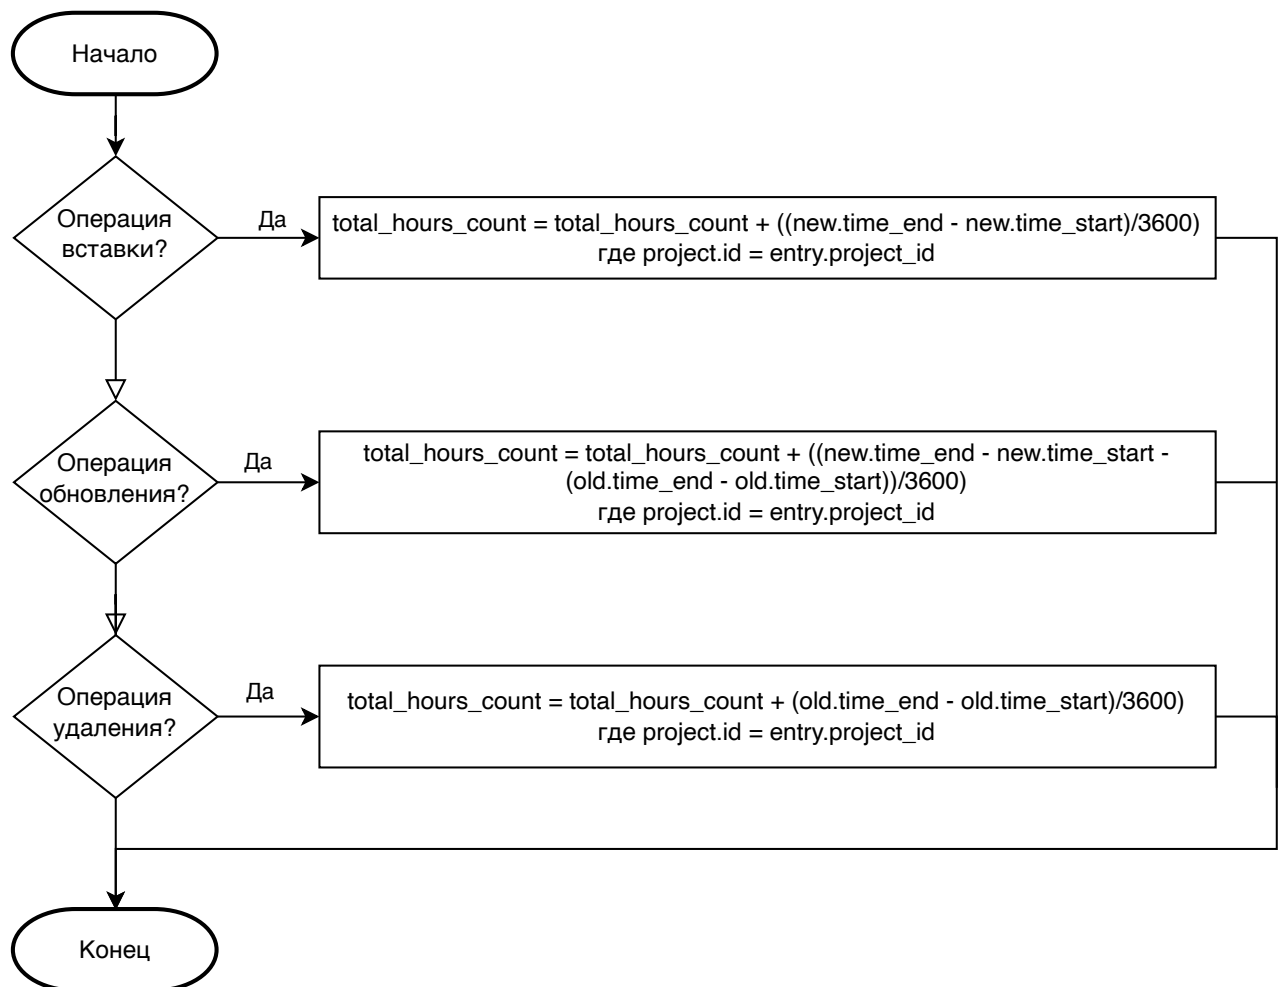 Начало
Операция
вставки?
Да
total_hours_count = total_hours_count + ((new.time_end - new.time_start)/3600)
где project.id = entry.project_id
Операция
обновления?
Да
total_hours_count = total_hours_count + ((new.time_end - new.time_start -
(old.time_end - old.time_start))/3600)
где project.id = entry.project_id
Операция
удаления?
Да
total_hours_count = total_hours_count + (old.time_end - old.time_start)/3600)
где project.id = entry.project_id
Конец